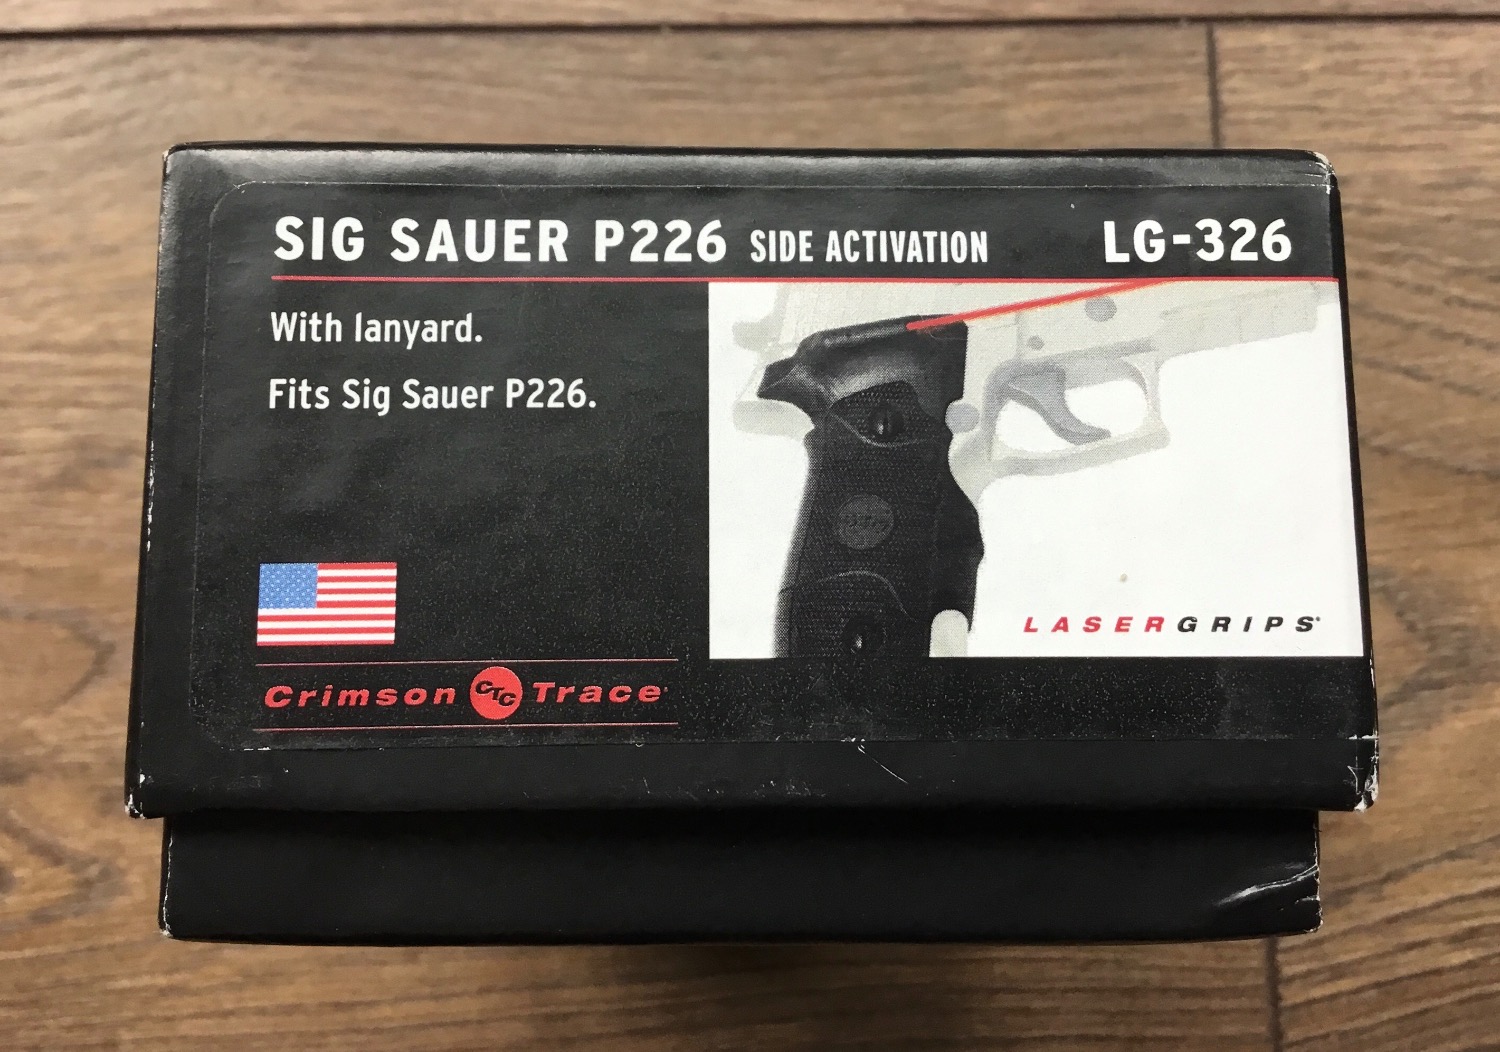 SIG SAUER P226 SIDE ACTIVATION LG-326
With lanyard.
Fits Sig Sauer P226.
LASERGRIPS
Crimson CTC Trace